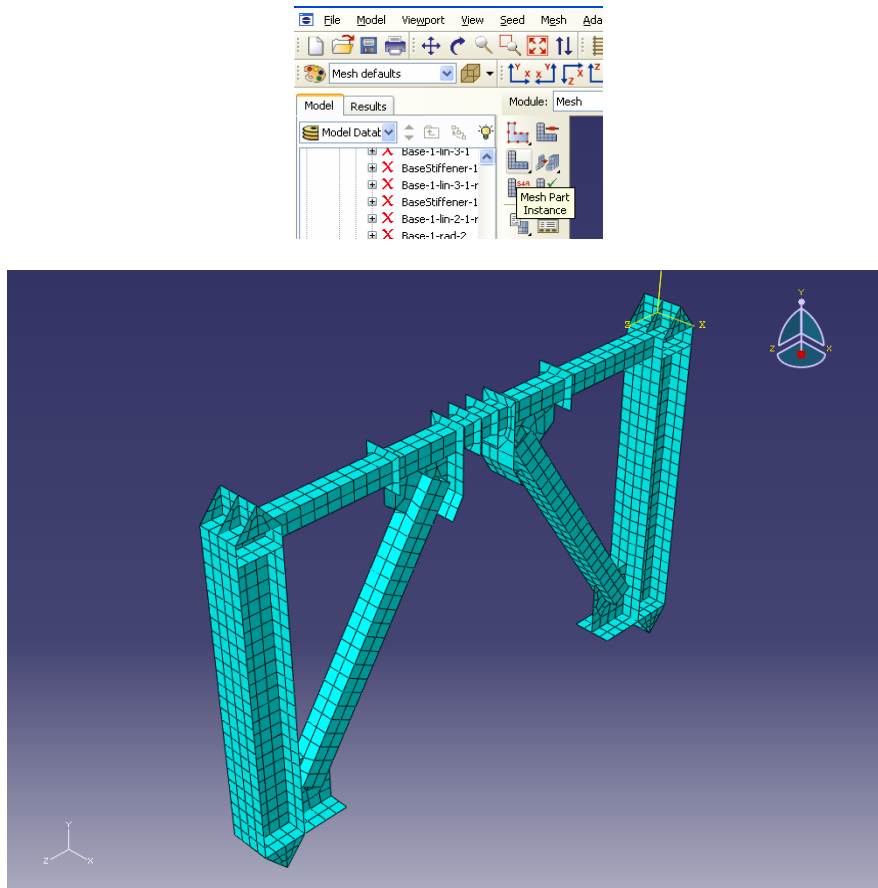 File Model Viewport View Seed Mesh Ada
Mesh defaults
Y X X Y Z X Z
Model Results
Module: Mesh
Model Datab
Base-1-lin-3-1
BaseStiffener-1
Base-1-lin-3-1-r
S4R
BaseStiffener-1
Mesh Part
Instance
Base-1-lin-2-1-r
Base-1-rad-2
Y
Z X
Z X
Y
Z X